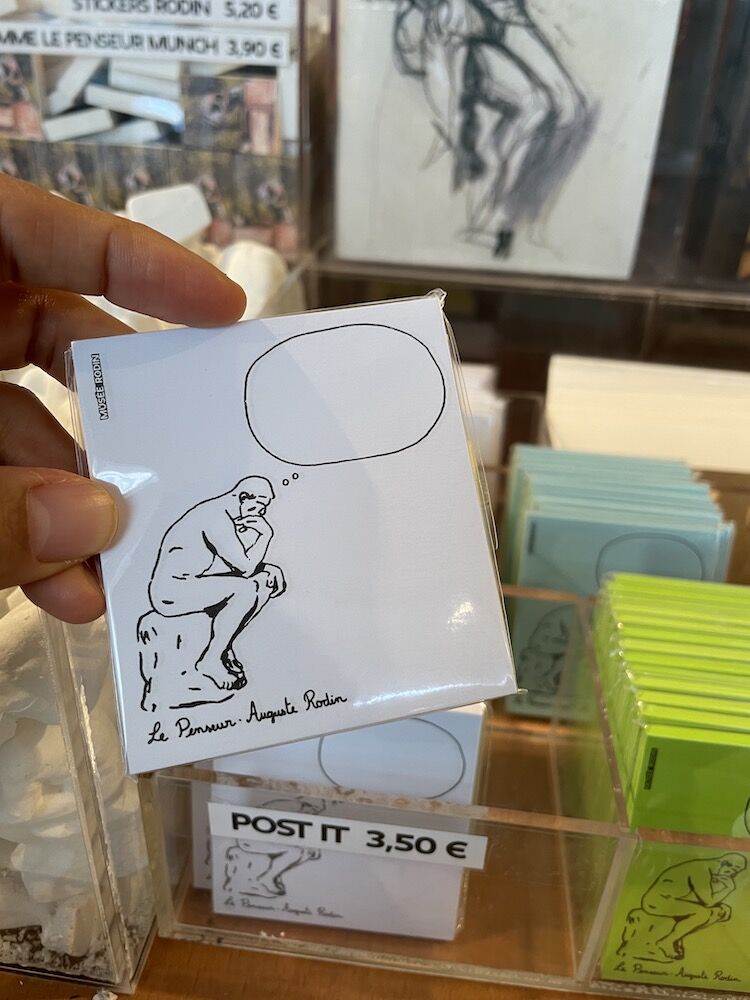 STICKERS RODIN 5,20 €
MME LE PENSEUR MUNCH 3,90 €
MUSÉE RODIN
Le Penseur. Auguste Rodin
POST IT 3,50 €
Le Penseur. Auguste Rodin
Le Penseur. Auguste Rodin